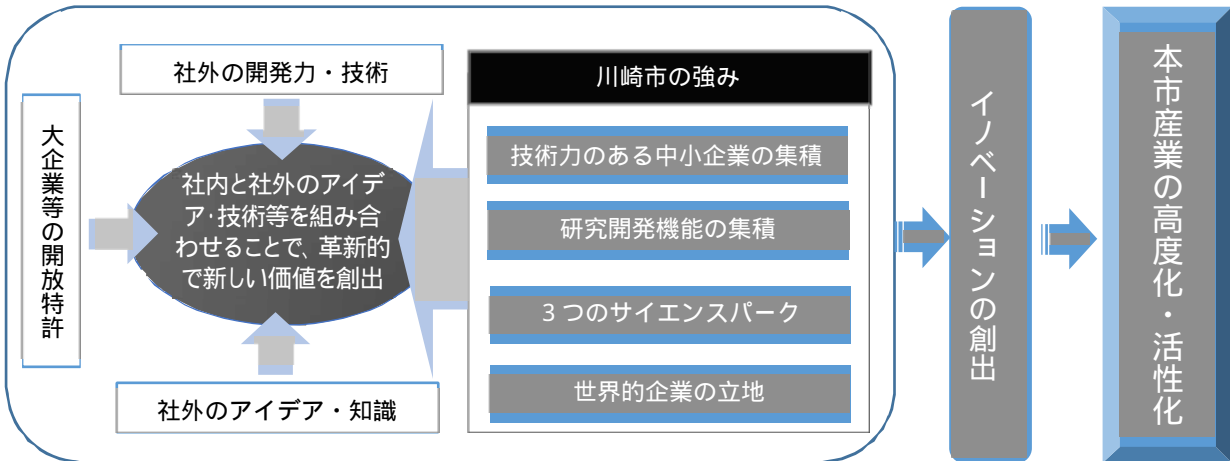 社外の開発力・技術
大企業等の開放特許
社内と社外のアイデ
ア・技術等を組み合
わせることで、革新的
で新しい価値を創出
社外のアイデア・知識
川崎市の強み
技術力のある中小企業の集積
研究開発機能の集積
３つのサイエンスパーク
世界的企業の立地
イノベーションの創出
本市産業の高度化・活性化